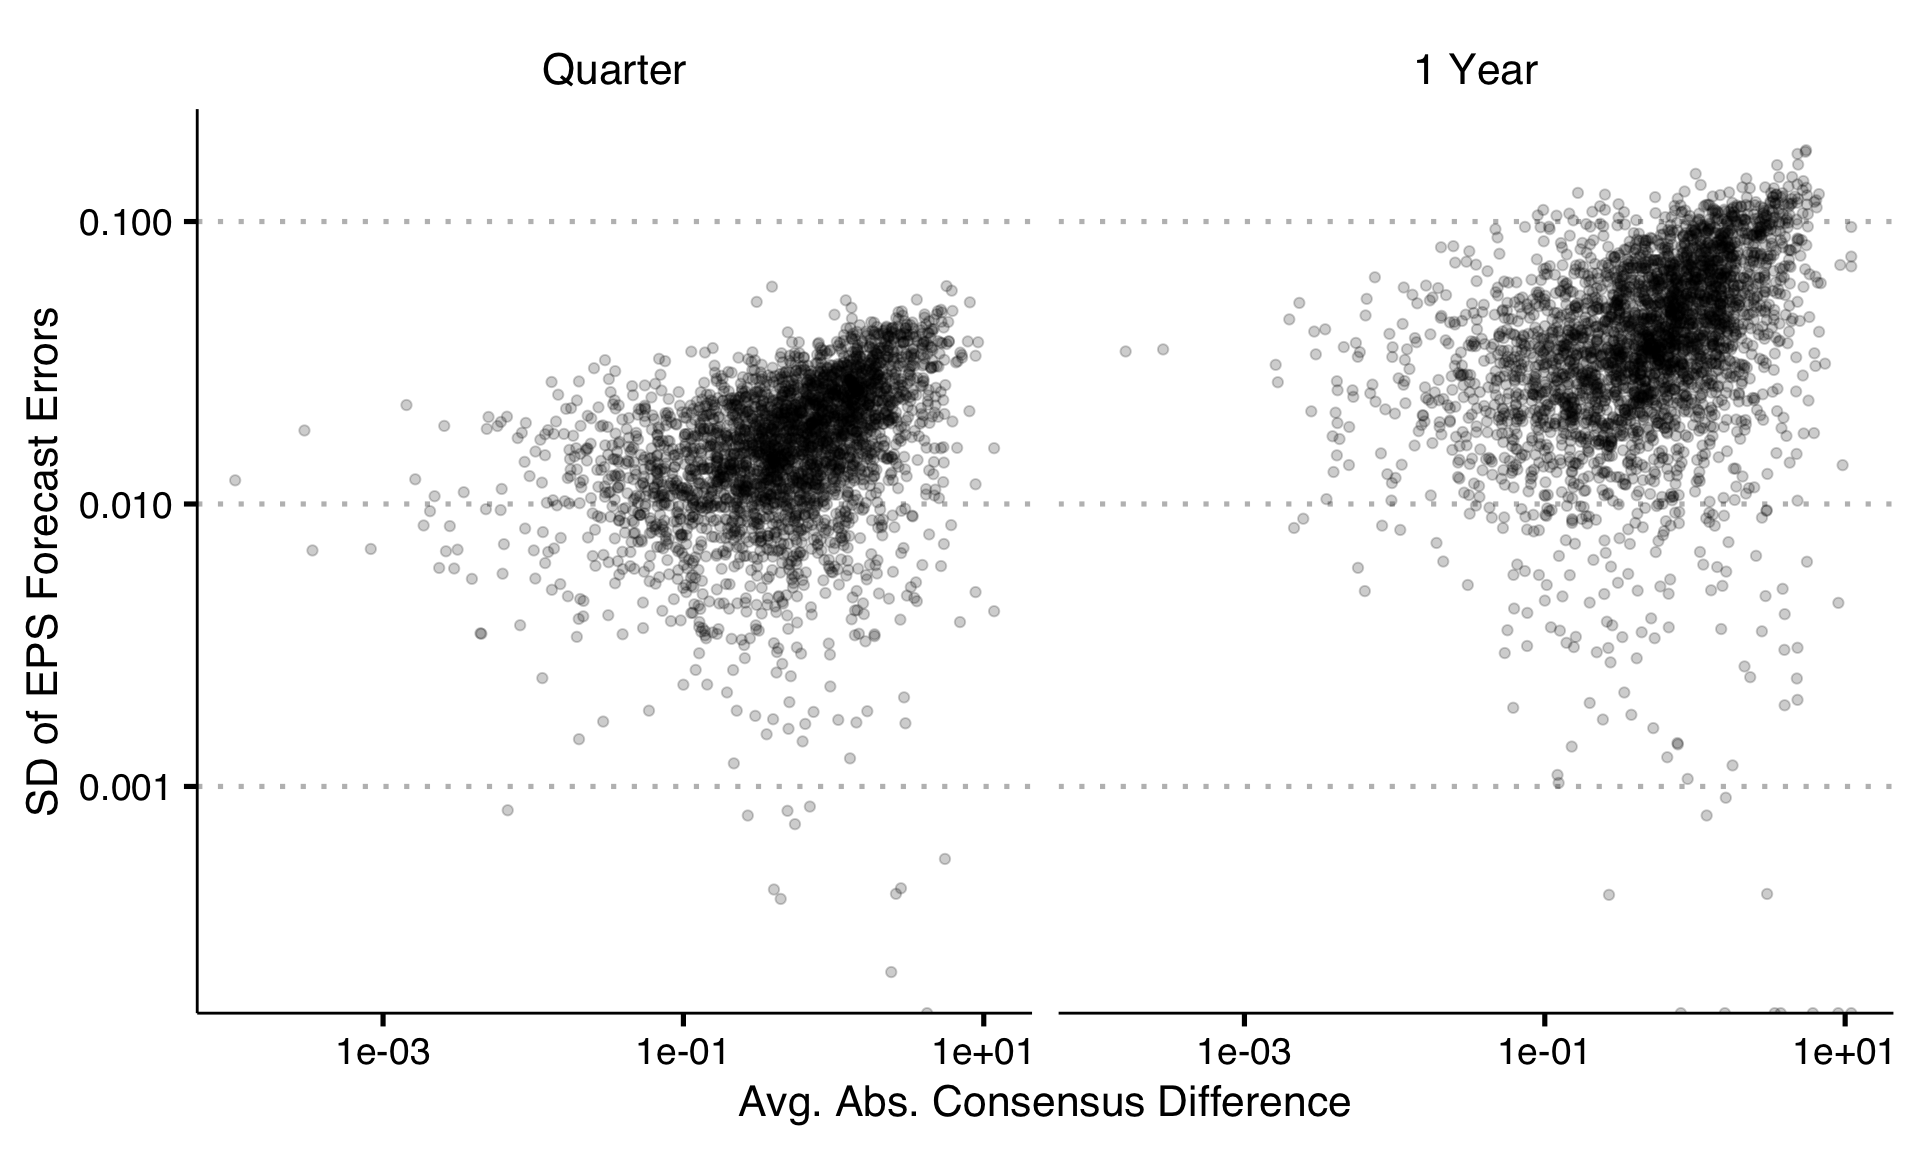 Quarter
1 Year
SD of EPS Forecast Errors
0.100
0.010
0.001
1e-03
1e-01
1e+01
1e-03
1e-01
1e+01
Avg. Abs. Consensus Difference